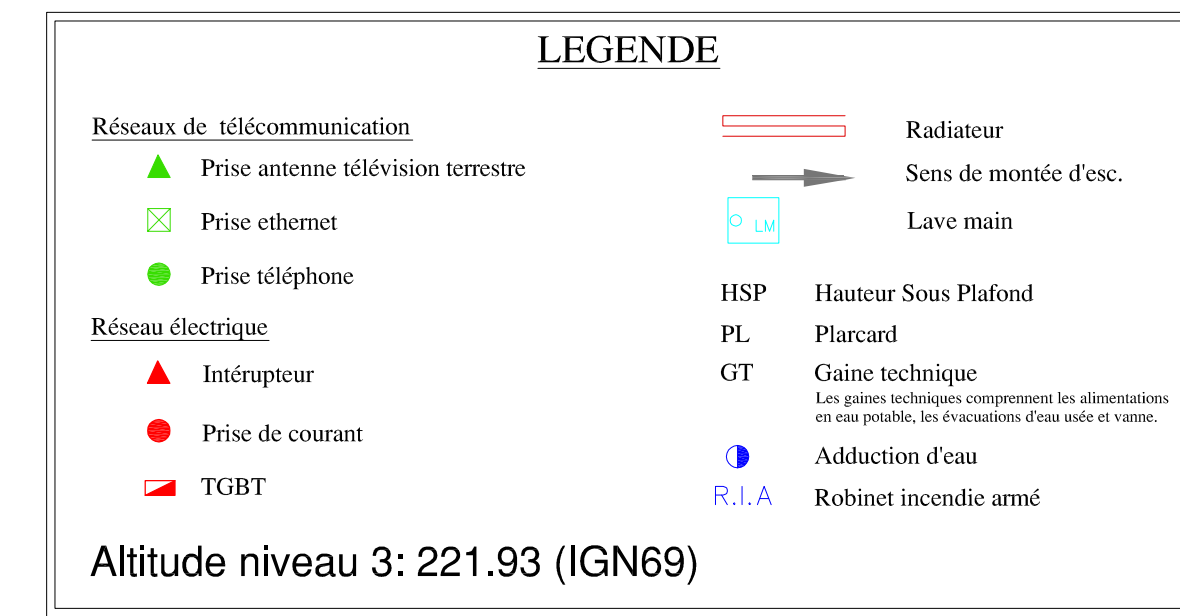 LEGENDE
Réseaux de télécommunication
Prise antenne télévision terrestre
Prise ethernet
Prise téléphone
Réseau électrique
Intérupteur
Prise de courant
TGBT
Radiateur
Sens de montée d'esc.
LM
Lave main
HSP Hauteur Sous Plafond
PL Plarcard
GT Gaine technique
Les gaines techniques comprennent les alimentations
en eau potable, les évacuations d'eau usée et vanne.
Adduction d'eau
R.I.A Robinet incendie armé
Altitude niveau 3: 221.93 (IGN69)